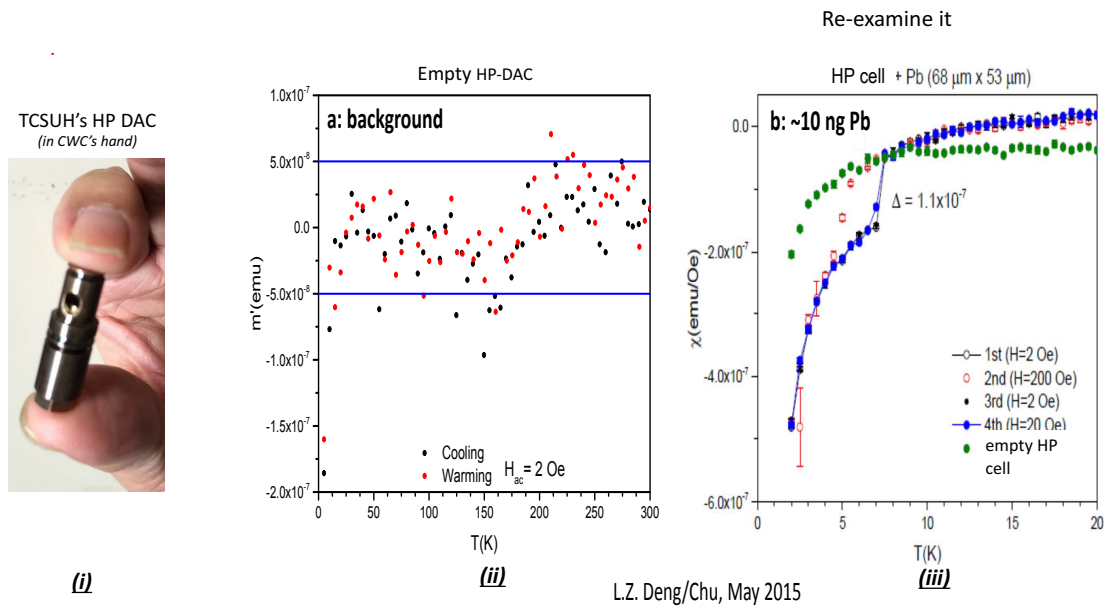 Re-examine it
TCSUH's HP DAC
(in CWC's hand)
(i)
Empty HP-DAC
a: background
m'(emu)
1.0x10⁻⁷
5.0x10⁻⁸
0.0
-5.0x10⁻⁸
-1.0x10⁻⁷
-1.5x10⁻⁷
-2.0x10⁻⁷
Cooling
Warming
H_ac = 2 Oe
0 50 100 150 200 250 300
T(K)
(ii)
HP cell + Pb (68 μm x 53 μm)
b: ~10 ng Pb
χ(emu/Oe)
0.0
-2.0x10⁻⁷
-4.0x10⁻⁷
-6.0x10⁻⁷
Δ = 1.1x10⁻⁷
1st (H=2 Oe)
2nd (H=200 Oe)
3rd (H=2 Oe)
4th (H=20 Oe)
empty HP
cell
0 5 10 15 20
T(K)
(iii)
L.Z. Deng/Chu, May 2015